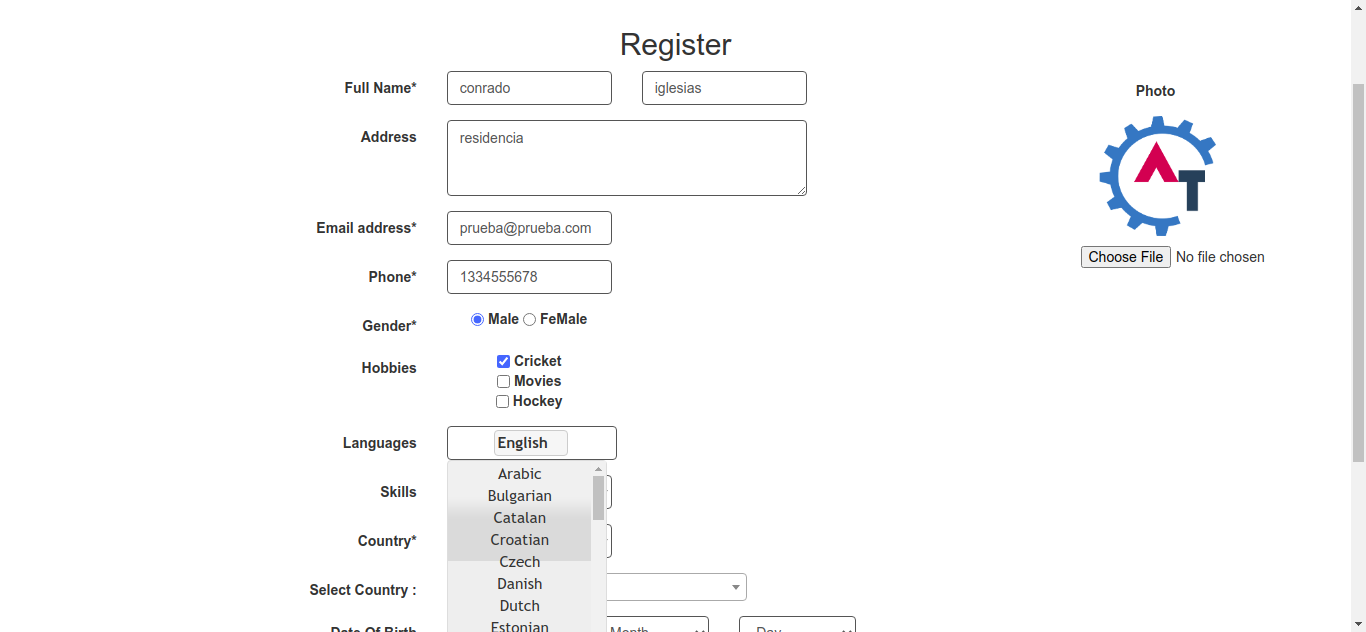 Register
Full Name* conrado iglesias
Photo
Address residencia
AT
Email address* prueba@prueba.com
Choose File No file chosen
Phone* 1334555678
Gender* Male FeMale
Hobbies Cricket
Movies
Hockey
Languages English
Arabic
Skills
Bulgarian
Catalan
Country* Croatian
Czech
Select Country : Danish
Dutch
Estonian
Date Of Birth Month Day